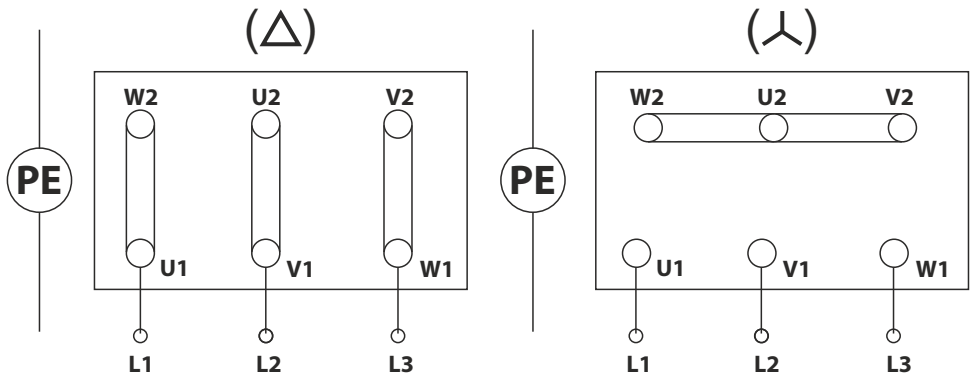 (△)
PE
W2 U2 V2
U1 V1 W1
L1 L2 L3
(⅄)
PE
W2 U2 V2
U1 V1 W1
L1 L2 L3